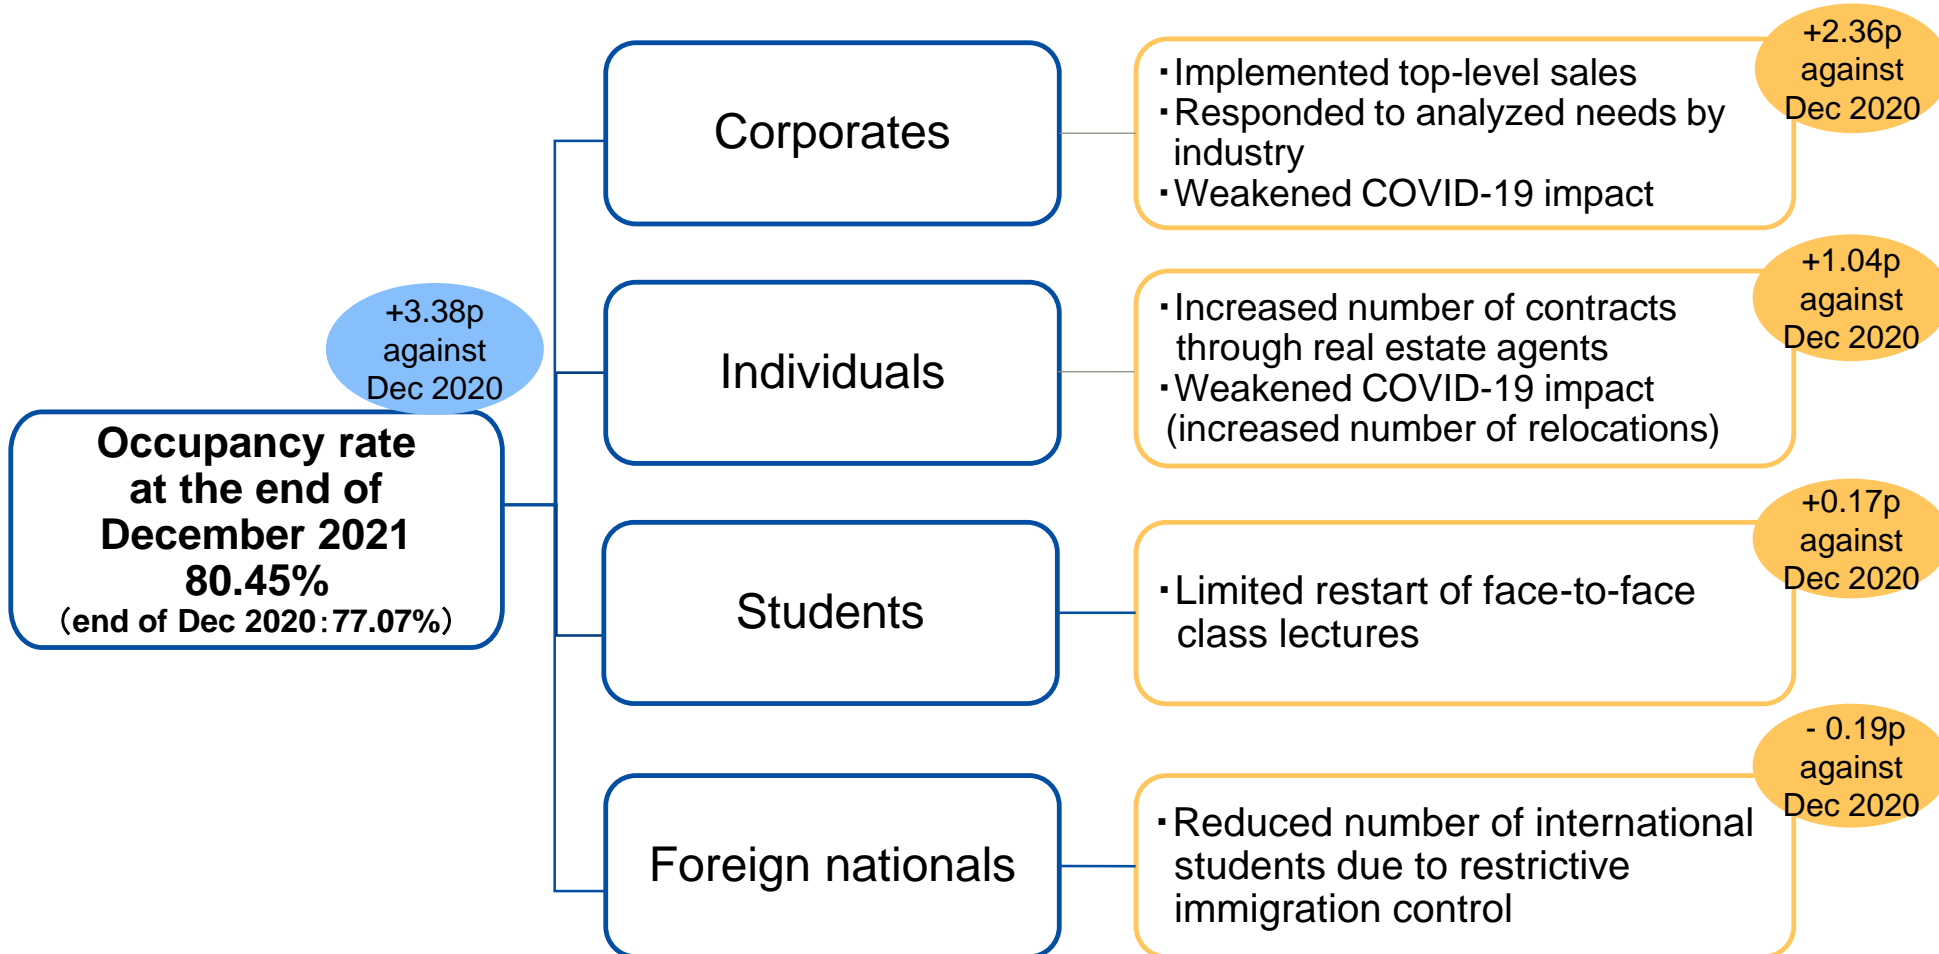 +3.38p
against
Dec 2020
Occupancy rate
at the end of
December 2021
80.45%
（end of Dec 2020：77.07%）
Corporates
・Implemented top-level sales
・Responded to analyzed needs by
industry
・Weakened COVID-19 impact
+2.36p
against
Dec 2020
Individuals
・Increased number of contracts
through real estate agents
・Weakened COVID-19 impact
(increased number of relocations)
+1.04p
against
Dec 2020
Students
・Limited restart of face-to-face
class lectures
+0.17p
against
Dec 2020
Foreign nationals
・Reduced number of international
students due to restrictive
immigration control
- 0.19p
against
Dec 2020